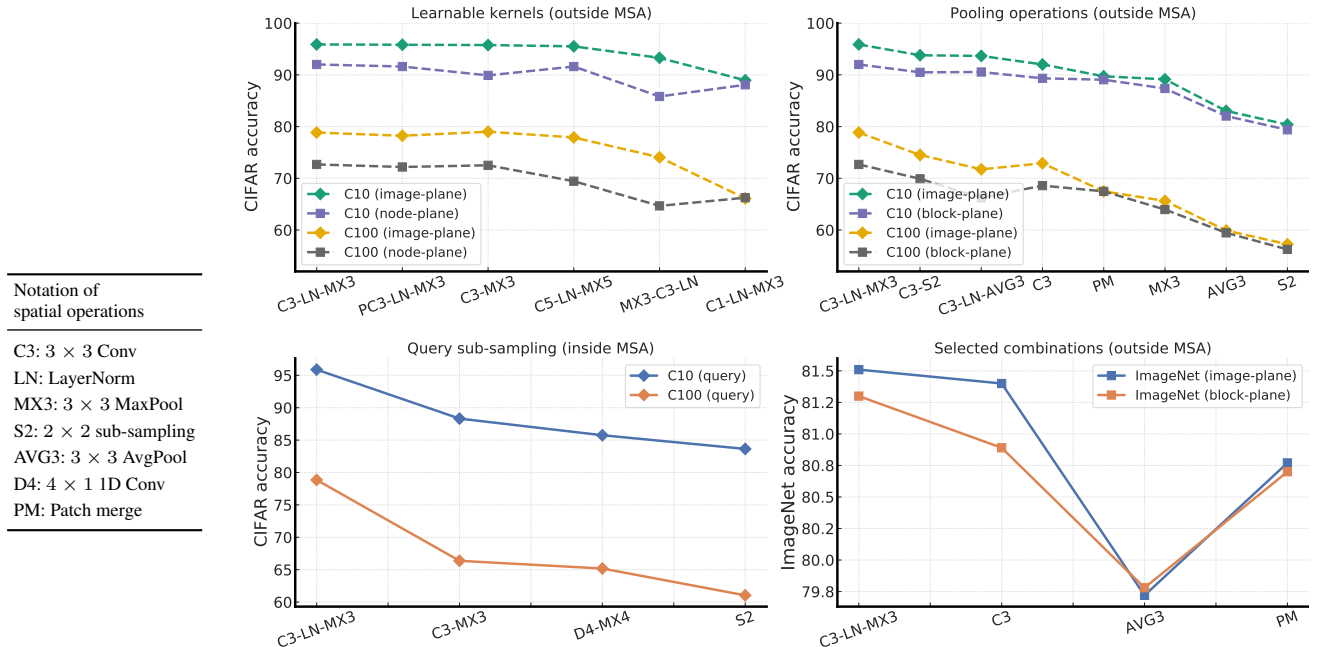 Notation of
spatial operations
C3: 3 × 3 Conv
LN: LayerNorm
MX3: 3 × 3 MaxPool
S2: 2 × 2 sub-sampling
AVG3: 3 × 3 AvgPool
D4: 4 × 1 1D Conv
PM: Patch merge
Learnable kernels (outside MSA)
CIFAR accuracy
100
90
80
70
60
C10 (image-plane)
C10 (node-plane)
C100 (image-plane)
C100 (node-plane)
C3-LN-MX3
PC3-LN-MX3
C3-MX3
C5-LN-MX5
MX3-C3-LN
C1-LN-MX3
Pooling operations (outside MSA)
CIFAR accuracy
100
90
80
70
60
C10 (image-plane)
C10 (block-plane)
C100 (image-plane)
C100 (block-plane)
C3-LN-MX3
C3-S2
C3-LN-AVG3
C3
PM
MX3
AVG3
S2
Query sub-sampling (inside MSA)
CIFAR accuracy
95
90
85
80
75
70
65
60
C10 (query)
C100 (query)
C3-LN-MX3
C3-MX3
D4-MX4
S2
Selected combinations (outside MSA)
ImageNet accuracy
81.5
81.2
81.0
80.8
80.5
80.2
80.0
79.8
ImageNet (image-plane)
ImageNet (block-plane)
C3-LN-MX3
C3
AVG3
PM